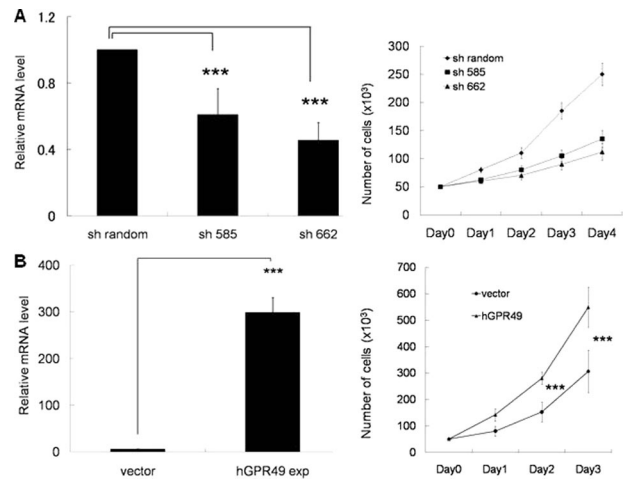 A
Relative mRNA level
1.2
0.8
0.4
0
***
***
sh random
sh 585
sh 662
Number of cells (x10³)
300
250
200
150
100
50
0
sh random
sh 585
sh 662
Day0
Day1
Day2
Day3
Day4
B
Relative mRNA level
400
300
200
100
0
***
vector
hGPR49 exp
Number of cells (x10³)
700
600
500
400
300
200
100
0
vector
hGPR49
***
***
Day0
Day1
Day2
Day3